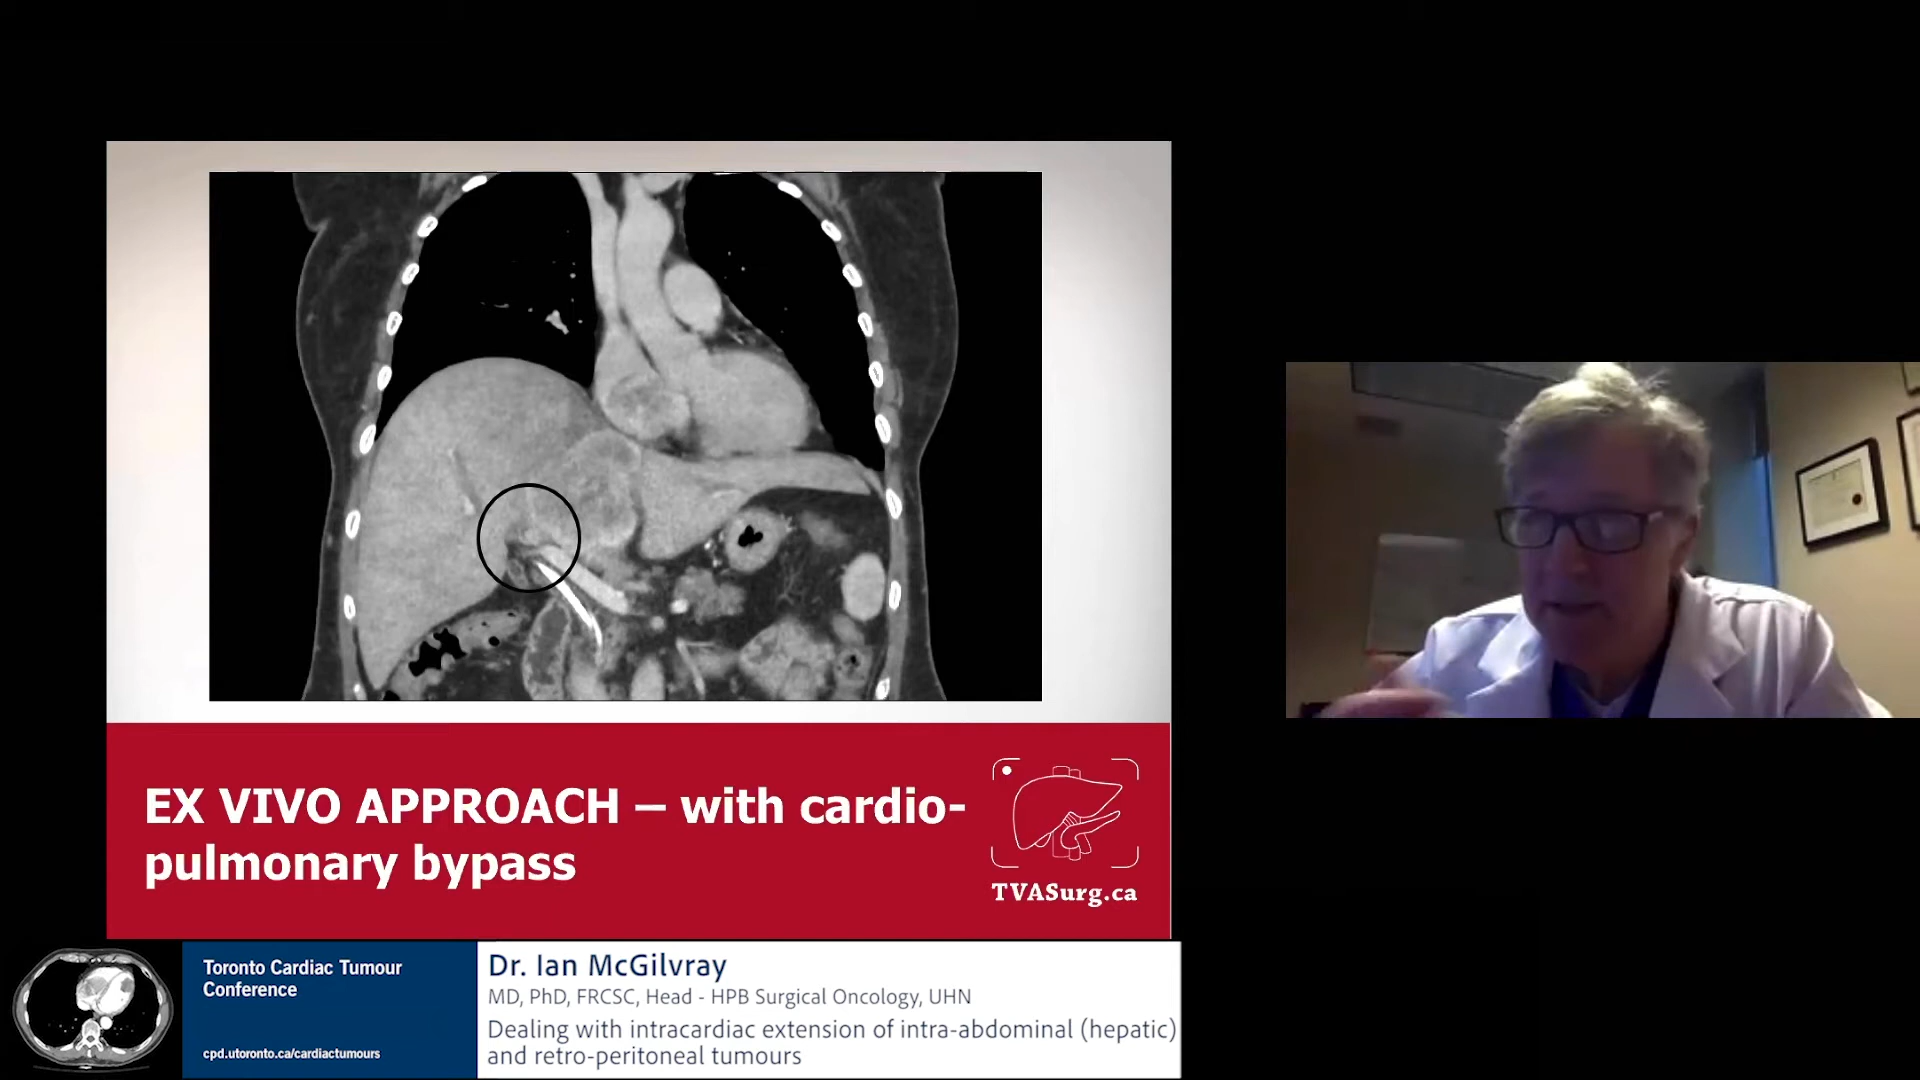 EX VIVO APPROACH – with cardio-
pulmonary bypass
TVASurg.ca
Toronto Cardiac Tumour
Conference
cpd.utoronto.ca/cardiactumours
Dr. Ian McGilvray
MD, PhD, FRCSC, Head - HPB Surgical Oncology, UHN
Dealing with intracardiac extension of intra-abdominal (hepatic)
and retro-peritoneal tumours